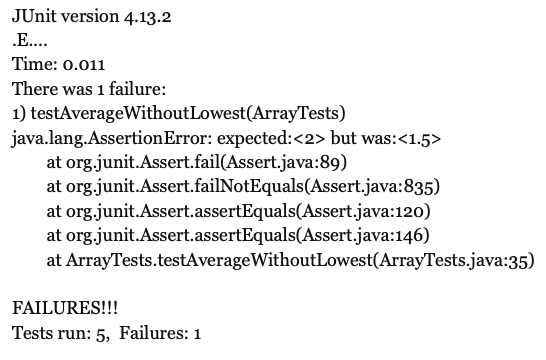 JUnit version 4.13.2
.E....
Time: 0.011
There was 1 failure:
1) testAverageWithoutLowest(ArrayTests)
java.lang.AssertionError: expected:<2> but was:<1.5>
at org.junit.Assert.fail(Assert.java:89)
at org.junit.Assert.failNotEquals(Assert.java:835)
at org.junit.Assert.assertEquals(Assert.java:120)
at org.junit.Assert.assertEquals(Assert.java:146)
at ArrayTests.testAverageWithoutLowest(ArrayTests.java:35)
FAILURES!!!
Tests run: 5,  Failures: 1